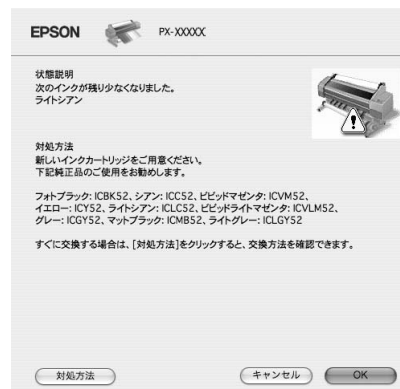 EPSON PX-XXXXX
状態説明
次のインクが残り少なくなりました。
ライトシアン
対処方法
新しいインクカートリッジをご用意ください。
下記純正品のご使用をお勧めします。
フォトブラック: ICBK52、シアン: ICC52、ビビッドマゼンタ: ICVM52、
イエロー: ICY52、ライトシアン: ICLC52、ビビッドライトマゼンタ: ICVLM52、
グレー: ICGY52、マットブラック: ICMB52、ライトグレー: ICLGY52
すぐに交換する場合は、[対処方法]をクリックすると、交換方法を確認できます。
対処方法 キャンセル OK